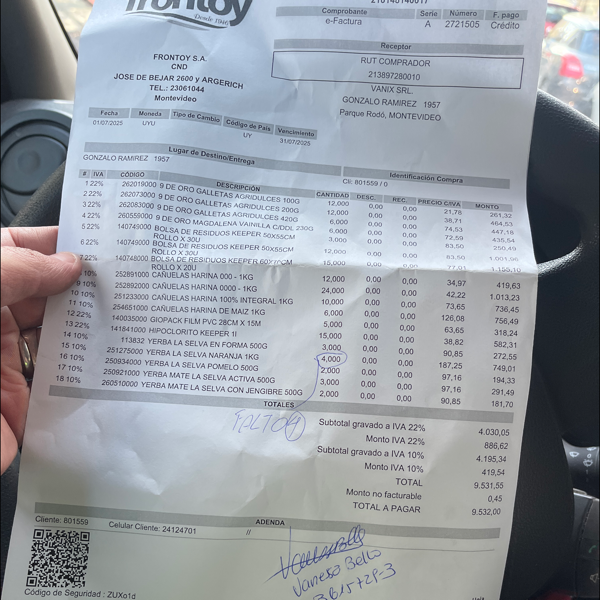 frontoy
Desde 1946
Comprobante Serie Número F. pago
e-Factura A 2721505 Crédito
FRONTOY S.A.
CND
JOSE DE BEJAR 2600 y ARGERICH
TEL.: 23061044
Montevideo
Receptor
RUT COMPRADOR
213897280010
VANIX SRL.
GONZALO RAMIREZ 1957
Parque Rodó, MONTEVIDEO
Fecha Moneda Tipo de Cambio Código de País Vencimiento
01/07/2025 UYU UY 31/07/2025
Lugar de Destino/Entrega Identificación Compra
GONZALO RAMIREZ 1957 CE 801559 / 0
# IVA CÓDIGO DESCRIPCIÓN CANTIDAD DESC. REC. PRECIO C/IVA MONTO
1 22% 262019000 9 DE ORO GALLETAS AGRIDULCES 100G 12,000 0,00 0,00 21,78 261,32
2 22% 262073000 9 DE ORO GALLETAS AGRIDULCES 200G 12,000 0,00 0,00 38,71 464,53
3 22% 262083000 9 DE ORO GALLETAS AGRIDULCES 420G 6,000 0,00 0,00 74,53 447,18
4 22% 260559000 9 DE ORO MAGDALENA VAINILLA C/DDL 230G 6,000 0,00 0,00 72,59 435,54
5 22% 140749000 BOLSA DE RESIDUOS KEEPER 50X55CM 3,000 0,00 0,00 83,50 250,49
ROLLO X 30U
6 22% 140749000 BOLSA DE RESIDUOS KEEPER 50X55CM 12,000 0,00 0,00 83,50
ROLLO X 30U
7 22% 140748000 BOLSA DE RESIDUOS KEEPER 15,000 0,00 0,00 77,01
ROLLO X 20U
8 10% 252891000 CAÑUELAS HARINA 000 - 1KG 12,000 0,00 0,00 34,97 419,63
9 10% 252892000 CAÑUELAS HARINA 0000 - 1KG 24,000 0,00 0,00 42,22 1.013,23
10 10% 251233000 CAÑUELAS HARINA 100% INTEGRAL 1KG 10,000 0,00 0,00 73,65 736,45
11 10% 254651000 CAÑUELAS HARINA DE MAIZ 1KG 6,000 0,00 0,00 126,08 756,49
12 22% 140035000 GIOPACK FILM PVC 28CM X 15M 5,000 0,00 0,00 63,65 318,24
13 22% 141841000 HIPOCLORITO KEEPER 1l 15,000 0,00 0,00 38,82 582,31
14 10% 113832 YERBA LA SELVA EN FORMA 500G 3,000 0,00 0,00 90,85 272,55
15 10% 251275000 YERBA LA SELVA NARANJA 1KG 4,000 0,00 0,00 187,25 749,01
16 10% 250934000 YERBA LA SELVA POMELO 500G 2,000 0,00 0,00 97,16 194,33
17 10% 250921000 YERBA MATE LA SELVA ACTIVA 500G 3,000 0,00 0,00 97,16 291,49
18 10% 260510000 YERBA MATE LA SELVA CON JENGIBRE 500G 2,000 0,00 0,00 90,85 181,70
TOTALES
Subtotal gravado a IVA 22% 4.030,05
Monto IVA 22% 886,62
Subtotal gravado a IVA 10% 4.195,34
Monto IVA 10% 419,54
TOTAL 9.531,55
Monto no facturable 0,45
TOTAL A PAGAR 9.532,00
FALTO
ADENDA
Cliente: 801559 Celular Cliente: 24124701 //
Vanesa Bello
Código de Seguridad : ZUXo1d